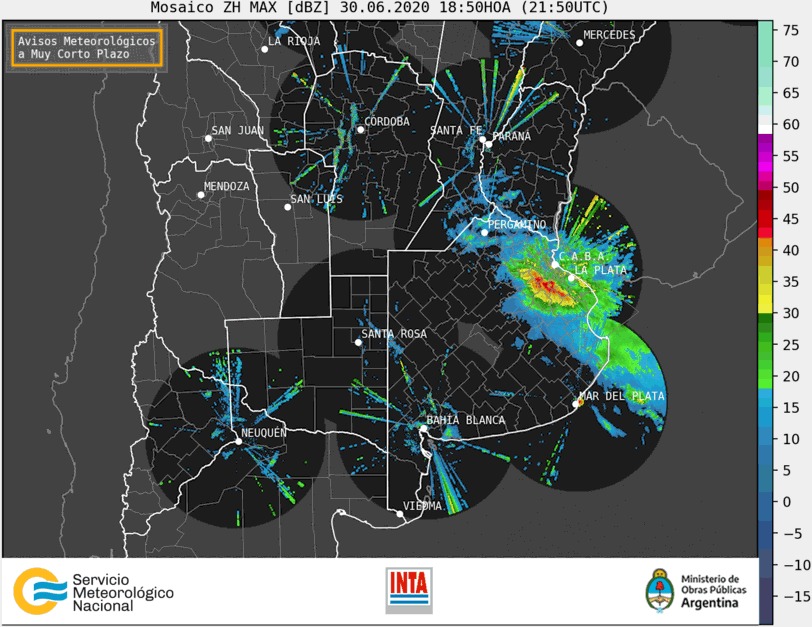 Mosaico ZH MAX [dBZ] 30.06.2020 18:50HOA (21:50UTC)
Avisos Meteorológicos
a Muy Corto Plazo
LA RIOJA
MERCEDES
SAN JUAN
CÓRDOBA
SANTA FE
PARANÁ
MENDOZA
SAN LUIS
PERGAMINO
C.A.B.A.
LA PLATA
SANTA ROSA
MAR DEL PLATA
BAHÍA BLANCA
NEUQUÉN
VIEDMA
75
70
65
60
55
50
45
40
35
30
25
20
15
10
5
0
−5
−10
−15
Servicio
Meteorológico
Nacional
INTA
Ministerio de
Obras Públicas
Argentina